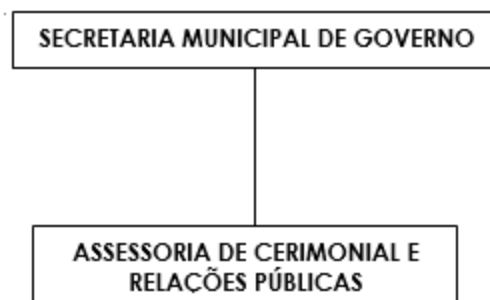 SECRETARIA MUNICIPAL DE GOVERNO
ASSESSORIA DE CERIMONIAL E
RELAÇÕES PÚBLICAS